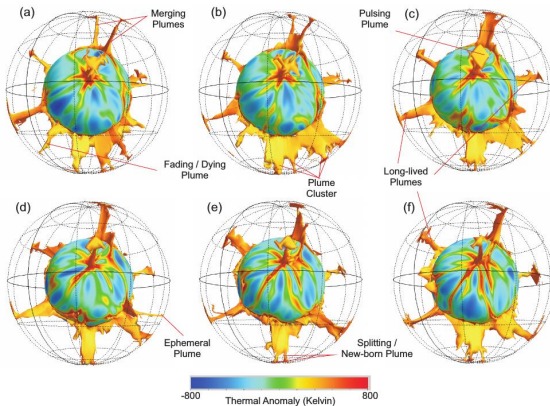 (a)
Merging
Plumes
(b)
Pulsing
Plume
(c)
Fading / Dying
Plume
Plume
Cluster
Long-lived
Plumes
(d)
(e)
(f)
Ephemeral
Plume
Splitting /
New-born Plume
-800
800
Thermal Anomaly (Kelvin)